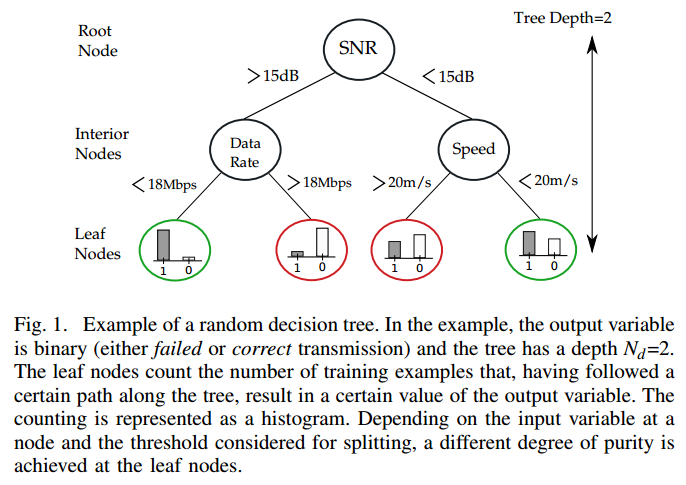 Tree Depth=2
Root
Node
SNR
>15dB
<15dB
Interior
Nodes
Data
Rate
Speed
<18Mbps
>18Mbps
>20m/s
<20m/s
Leaf
Nodes
1 0
1 0
1 0
1 0
Fig. 1. Example of a random decision tree. In the example, the output variable
is binary (either failed or correct transmission) and the tree has a depth N_d=2.
The leaf nodes count the number of training examples that, having followed a
certain path along the tree, result in a certain value of the output variable. The
counting is represented as a histogram. Depending on the input variable at a
node and the threshold considered for splitting, a different degree of purity is
achieved at the leaf nodes.